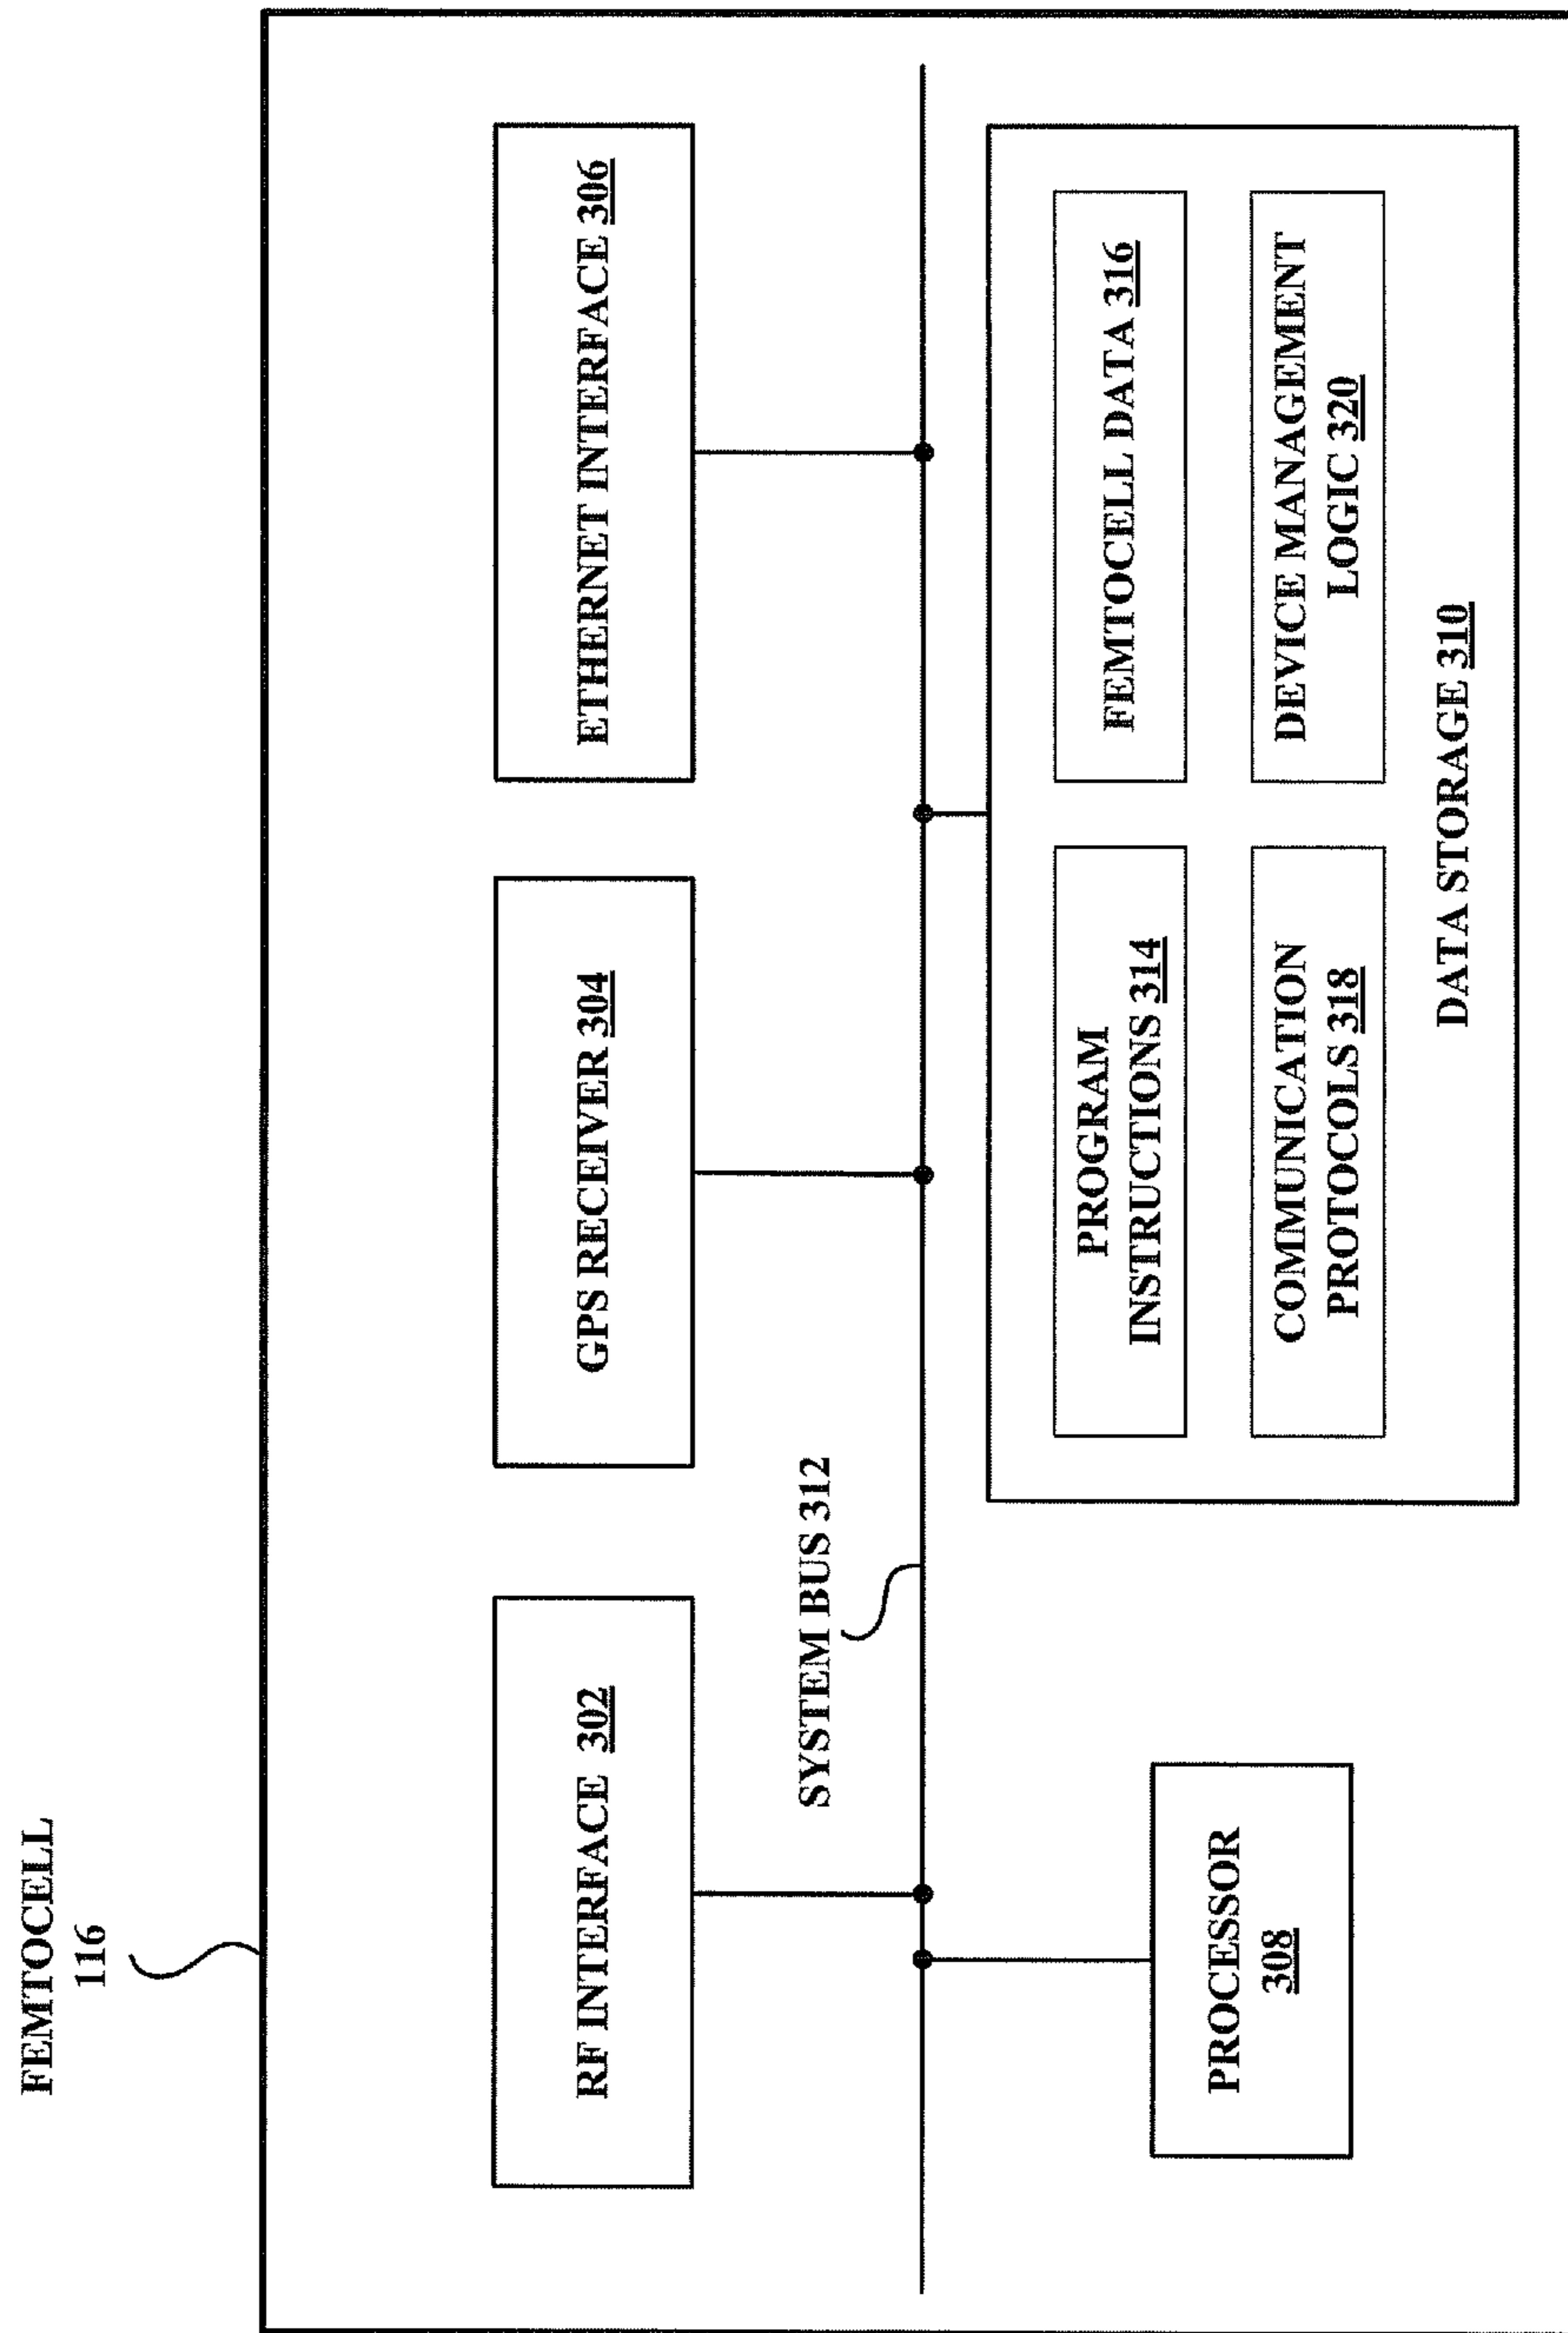 FEMTOCELL
116
RF INTERFACE 302
GPS RECEIVER 304
ETHERNET INTERFACE 306
SYSTEM BUS 312
PROCESSOR
308
PROGRAM
INSTRUCTIONS 314
FEMTOCELL DATA 316
COMMUNICATION
PROTOCOLS 318
DEVICE MANAGEMENT
LOGIC 320
DATA STORAGE 310